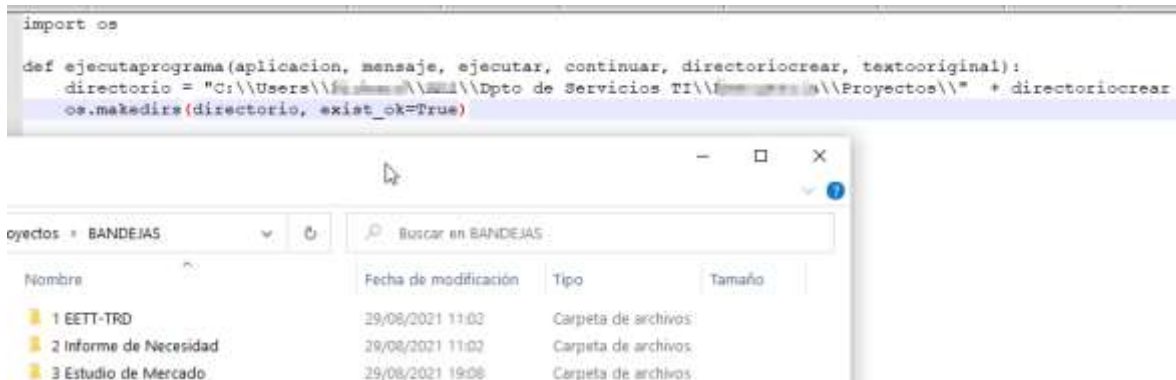 import os
def ejecutaprograma(aplicacion, mensaje, ejecutar, continuar, directoriocrear, textooriginal):
directorio = "C:\\Users\\ \\ \\Dpto de Servicios TI\\ \\Proyectos\\" + directoriocrear
os.makedirs(directorio, exist_ok=True)
oyectos › BANDEJAS
Buscar en BANDEJAS
Nombre Fecha de modificación Tipo Tamaño
1 EETT-TRD 29/08/2021 11:02 Carpeta de archivos
2 Informe de Necesidad 29/08/2021 11:02 Carpeta de archivos
3 Estudio de Mercado 29/08/2021 19:08 Carpeta de archivos